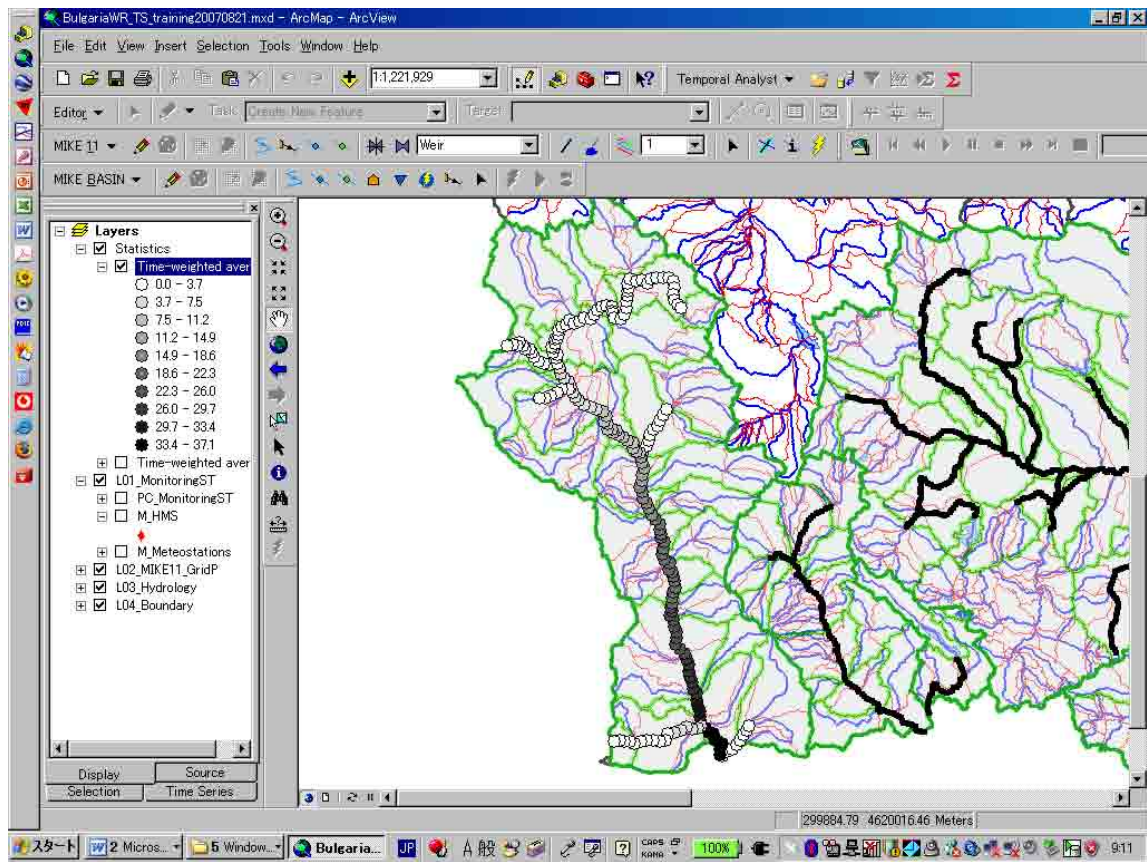 BulgariaWR_TS_training20070821.mxd - ArcMap - ArcView
File Edit View Insert Selection Tools Window Help
1:1,221,929 Temporal Analyst
Editor Task: Create New Feature Target:
MIKE 11 Weir 1
MIKE BASIN
Layers
Statistics
Time-weighted aver
0.0 - 3.7
3.7 - 7.5
7.5 - 11.2
11.2 - 14.9
14.9 - 18.6
18.6 - 22.3
22.3 - 26.0
26.0 - 29.7
29.7 - 33.4
33.4 - 37.1
Time-weighted aver
L01_MonitoringST
PC_MonitoringST
M_HMS
M_Meteostations
L02_MIKE11_GridP
L03_Hydrology
L04_Boundary
Display Source
Selection Time Series
299884.79 4620016.46 Meters
スタート 2 Micros... 5 Window... Bulgaria... JP A 般 CAPS KANA 100% 9:11